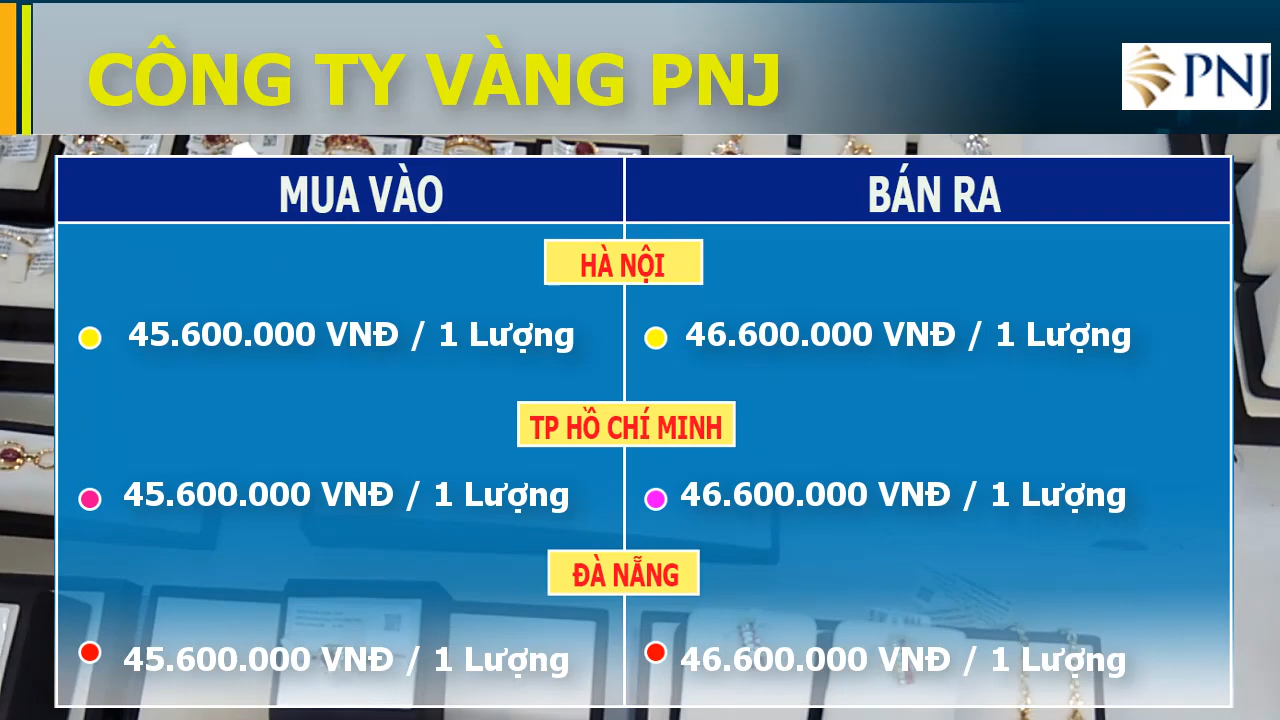 CÔNG TY VÀNG PNJ
PNJ
MUA VÀO
BÁN RA
HÀ NỘI
45.600.000 VNĐ / 1 Lượng
46.600.000 VNĐ / 1 Lượng
TP HỒ CHÍ MINH
45.600.000 VNĐ / 1 Lượng
46.600.000 VNĐ / 1 Lượng
ĐÀ NẴNG
45.600.000 VNĐ / 1 Lượng
46.600.000 VNĐ / 1 Lượng